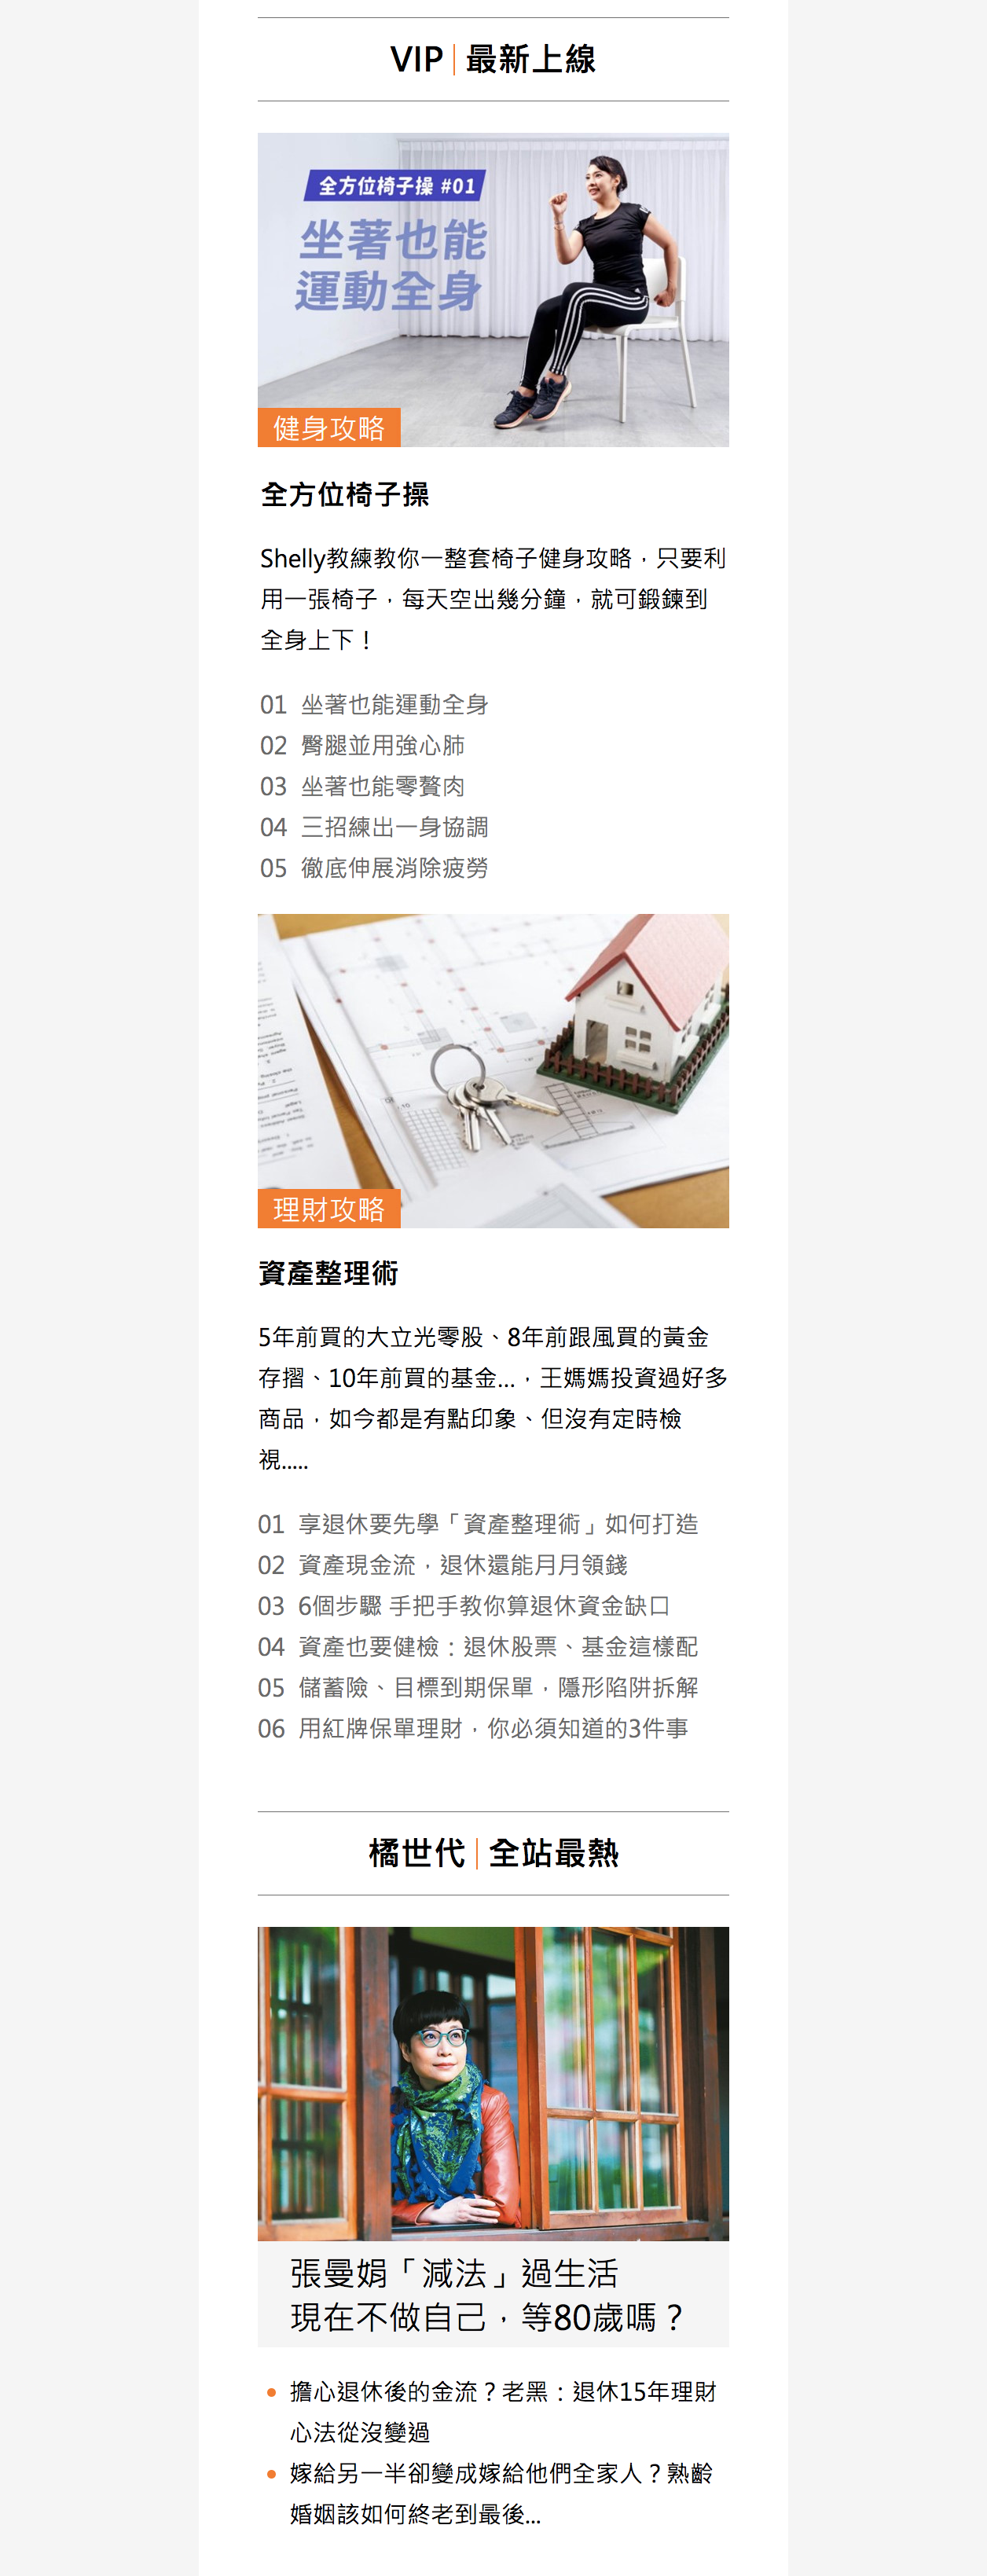 VIP｜最新上線
全方位椅子操 #01
坐著也能
運動全身
健身攻略
全方位椅子操
Shelly教練教你一整套椅子健身攻略，只要利
用一張椅子，每天空出幾分鐘，就可鍛鍊到
全身上下！
01 坐著也能運動全身
02 臀腿並用強心肺
03 坐著也能零贅肉
04 三招練出一身協調
05 徹底伸展消除疲勞
理財攻略
資產整理術
5年前買的大立光零股、8年前跟風買的黃金
存摺、10年前買的基金...，王媽媽投資過好多
商品，如今都是有點印象、但沒有定時檢
視.....
01 享退休要先學「資產整理術」如何打造
02 資產現金流，退休還能月月領錢
03 6個步驟 手把手教你算退休資金缺口
04 資產也要健檢：退休股票、基金這樣配
05 儲蓄險、目標到期保單，隱形陷阱拆解
06 用紅牌保單理財，你必須知道的3件事
橘世代｜全站最熱
張曼娟「減法」過生活
現在不做自己，等80歲嗎？
擔心退休後的金流？老黑：退休15年理財
心法從沒變過
嫁給另一半卻變成嫁給他們全家人？熟齡
婚姻該如何終老到最後...